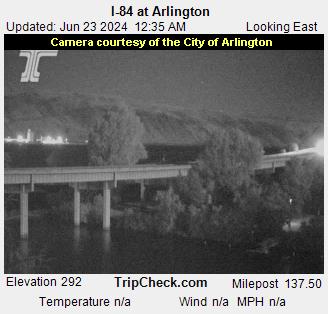 I-84 at Arlington
Updated: Jun 23 2024 12:35 AM Looking East
Camera courtesy of the City of Arlington
Elevation 292 TripCheck.com Milepost 137.50
Temperature n/a Wind n/a MPH n/a